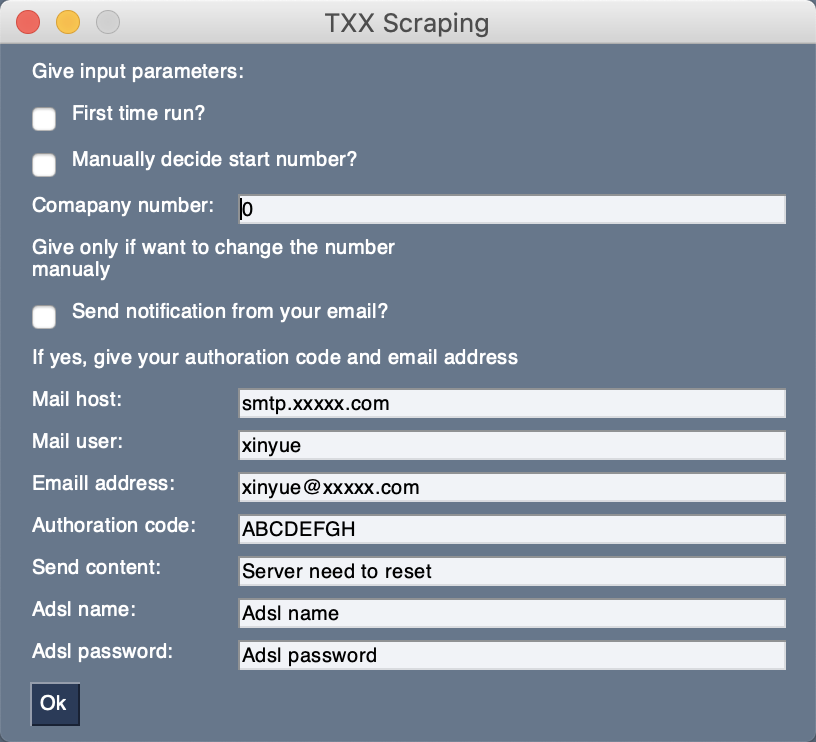 TXX Scraping
Give input parameters:
First time run?
Manually decide start number?
Comapany number: 0
Give only if want to change the number
manualy
Send notification from your email?
If yes, give your authoration code and email address
Mail host: smtp.xxxxx.com
Mail user: xinyue
Emaill address: xinyue@xxxxx.com
Authoration code: ABCDEFGH
Send content: Server need to reset
Adsl name: Adsl name
Adsl password: Adsl password
Ok